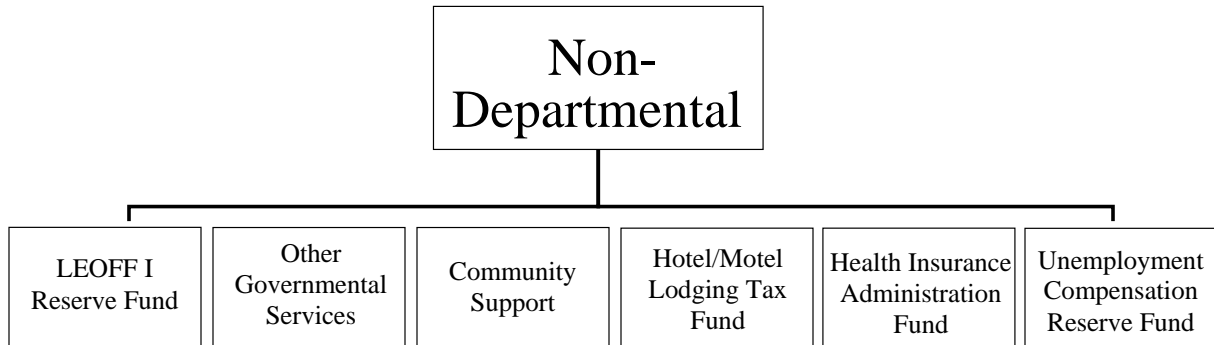 Non-
Departmental
LEOFF I
Reserve Fund
Other
Governmental
Services
Community
Support
Hotel/Motel
Lodging Tax
Fund
Health Insurance
Administration
Fund
Unemployment
Compensation
Reserve Fund